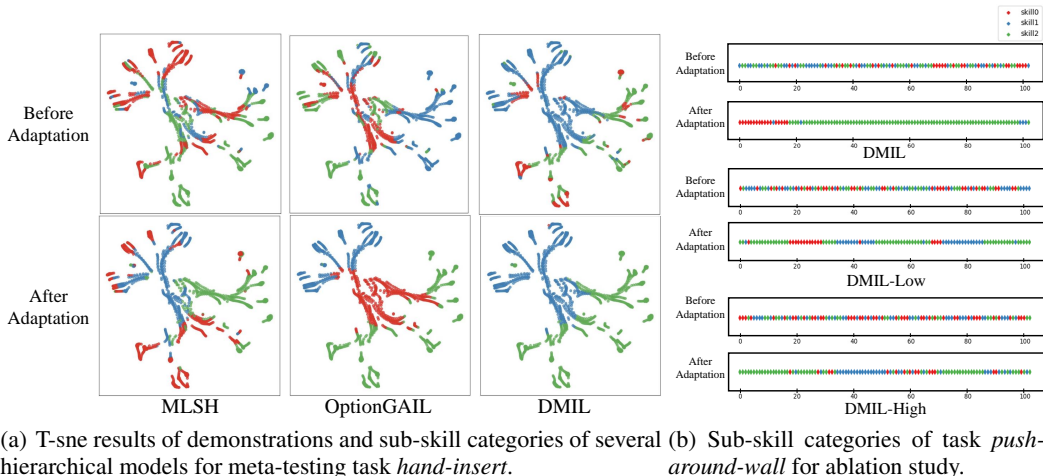 skill0
skill1
skill2
Before
Adaptation
After
Adaptation
MLSH
OptionGAIL
DMIL
Before
Adaptation
0 20 40 60 80 100
After
Adaptation
0 20 40 60 80 100
DMIL
Before
Adaptation
0 20 40 60 80 100
After
Adaptation
0 20 40 60 80 100
DMIL-Low
Before
Adaptation
0 20 40 60 80 100
After
Adaptation
0 20 40 60 80 100
DMIL-High
(a) T-sne results of demonstrations and sub-skill categories of several
hierarchical models for meta-testing task hand-insert.
(b) Sub-skill categories of task push-
around-wall for ablation study.